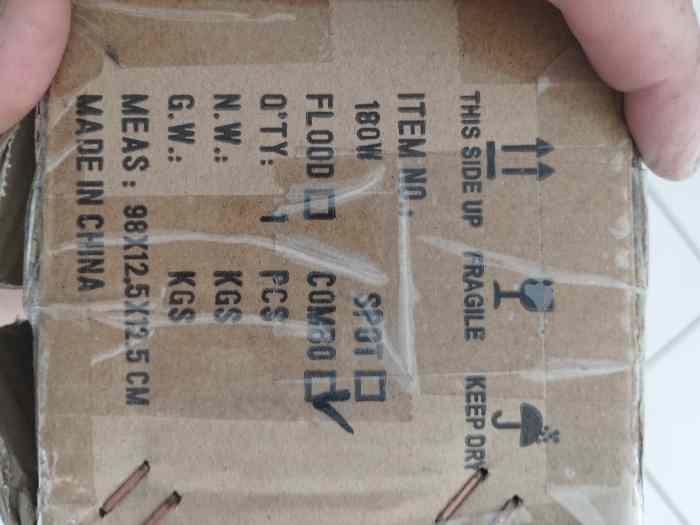 THIS SIDE UP FRAGILE KEEP DRY
ITEM NO.
180W SPOT
FLOOD COMBO
Q'TY: 1 PCS
N.W.: KGS
G.W.: KGS
MEAS: 98X12.5X12.5 CM
MADE IN CHINA